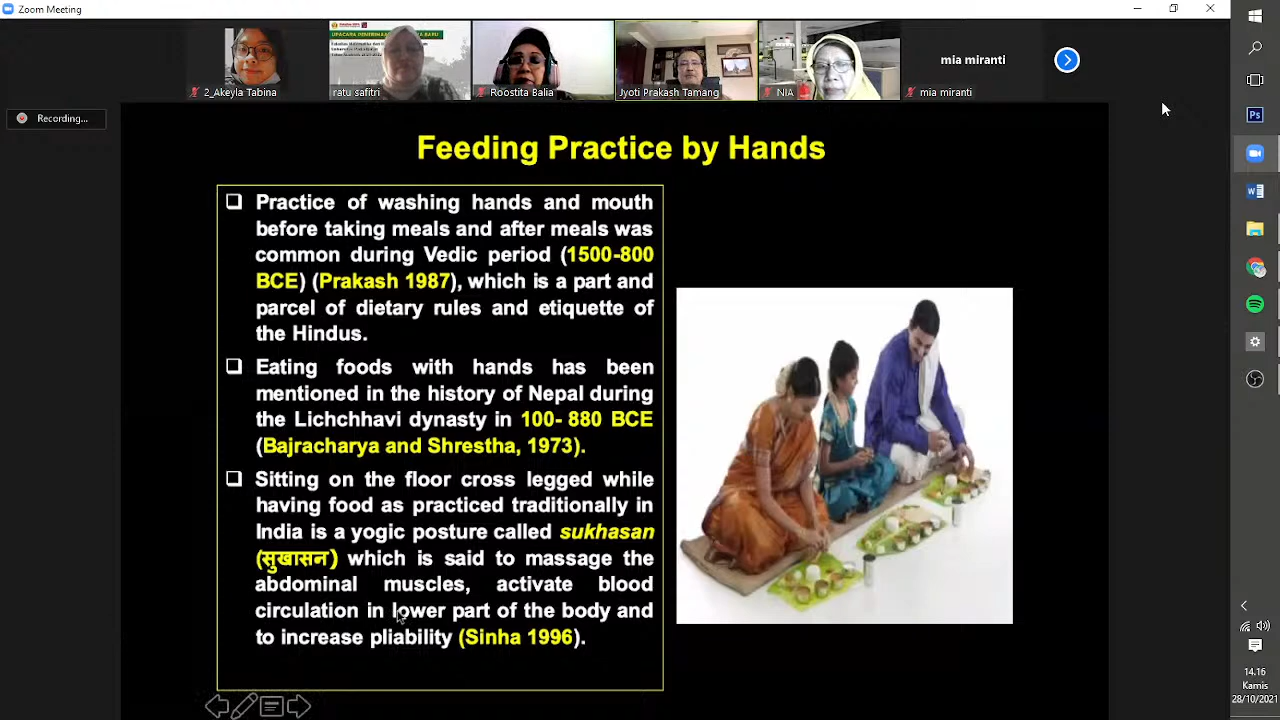 Zoom Meeting
UPACARA PENERIMAAN
2_Akeyla Tabina
ratu safitri
Roostita Balia
Jyoti Prakash Tamang
NIA
mia miranti
mia miranti
Recording...
Feeding Practice by Hands
Practice of washing hands and mouth
before taking meals and after meals was
common during Vedic period (1500-800
BCE) (Prakash 1987), which is a part and
parcel of dietary rules and etiquette of
the Hindus.
Eating foods with hands has been
mentioned in the history of Nepal during
the Lichchhavi dynasty in 100- 880 BCE
(Bajracharya and Shrestha, 1973).
Sitting on the floor cross legged while
having food as practiced traditionally in
India is a yogic posture called sukhasan
(सुखासन) which is said to massage the
abdominal muscles, activate blood
circulation in lower part of the body and
to increase pliability (Sinha 1996).
Ps
W
14.16
Kamis
28/10/2021